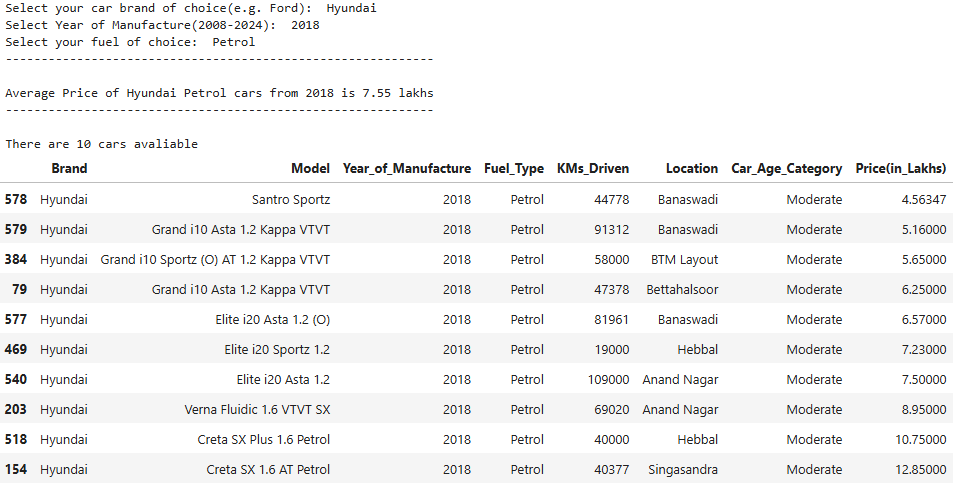 Select your car brand of choice(e.g. Ford):  Hyundai
Select Year of Manufacture(2008-2024):  2018
Select your fuel of choice:  Petrol
------------------------------------------------------------
Average Price of Hyundai Petrol cars from 2018 is 7.55 lakhs
------------------------------------------------------------
There are 10 cars avaliable
Brand Model Year_of_Manufacture Fuel_Type KMs_Driven Location Car_Age_Category Price(in_Lakhs)
578 Hyundai Santro Sportz 2018 Petrol 44778 Banaswadi Moderate 4.56347
579 Hyundai Grand i10 Asta 1.2 Kappa VTVT 2018 Petrol 91312 Banaswadi Moderate 5.16000
384 Hyundai Grand i10 Sportz (O) AT 1.2 Kappa VTVT 2018 Petrol 58000 BTM Layout Moderate 5.65000
79 Hyundai Grand i10 Asta 1.2 Kappa VTVT 2018 Petrol 47378 Bettahalsoor Moderate 6.25000
577 Hyundai Elite i20 Asta 1.2 (O) 2018 Petrol 81961 Banaswadi Moderate 6.57000
469 Hyundai Elite i20 Sportz 1.2 2018 Petrol 19000 Hebbal Moderate 7.23000
540 Hyundai Elite i20 Asta 1.2 2018 Petrol 109000 Anand Nagar Moderate 7.50000
203 Hyundai Verna Fluidic 1.6 VTVT SX 2018 Petrol 69020 Anand Nagar Moderate 8.95000
518 Hyundai Creta SX Plus 1.6 Petrol 2018 Petrol 40000 Hebbal Moderate 10.75000
154 Hyundai Creta SX 1.6 AT Petrol 2018 Petrol 40377 Singasandra Moderate 12.85000